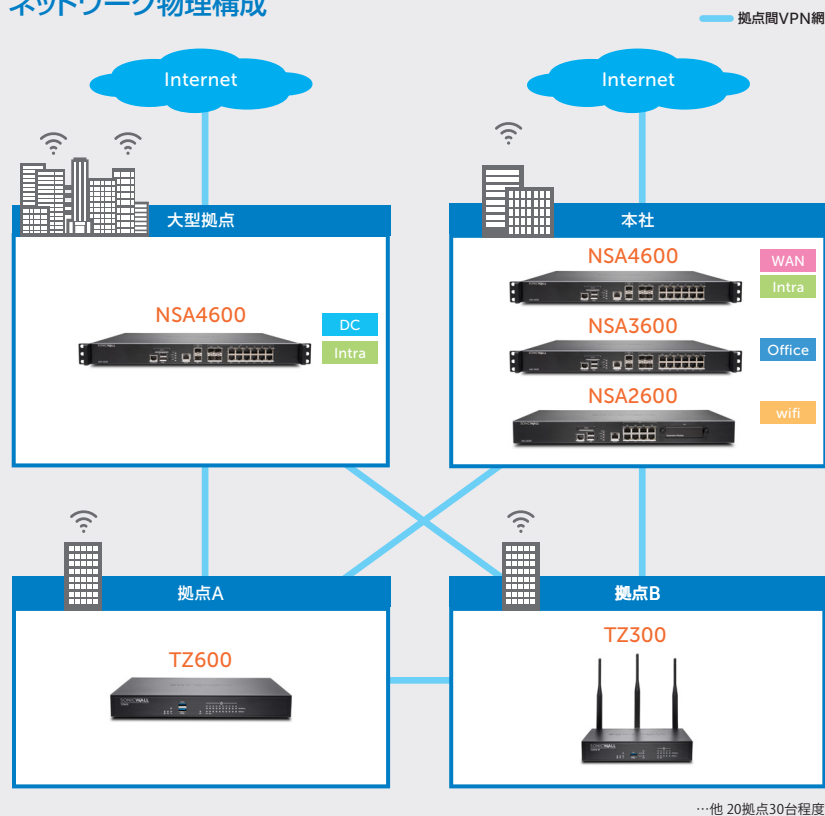 ネットワーク物理構成
拠点間VPN網
Internet
Internet
大型拠点
本社
NSA4600
DC
Intra
NSA4600
WAN
Intra
NSA3600
Office
NSA2600
wifi
拠点A
拠点B
TZ600
SONICWALL
TZ300
SONICWALL
…他 20拠点30台程度